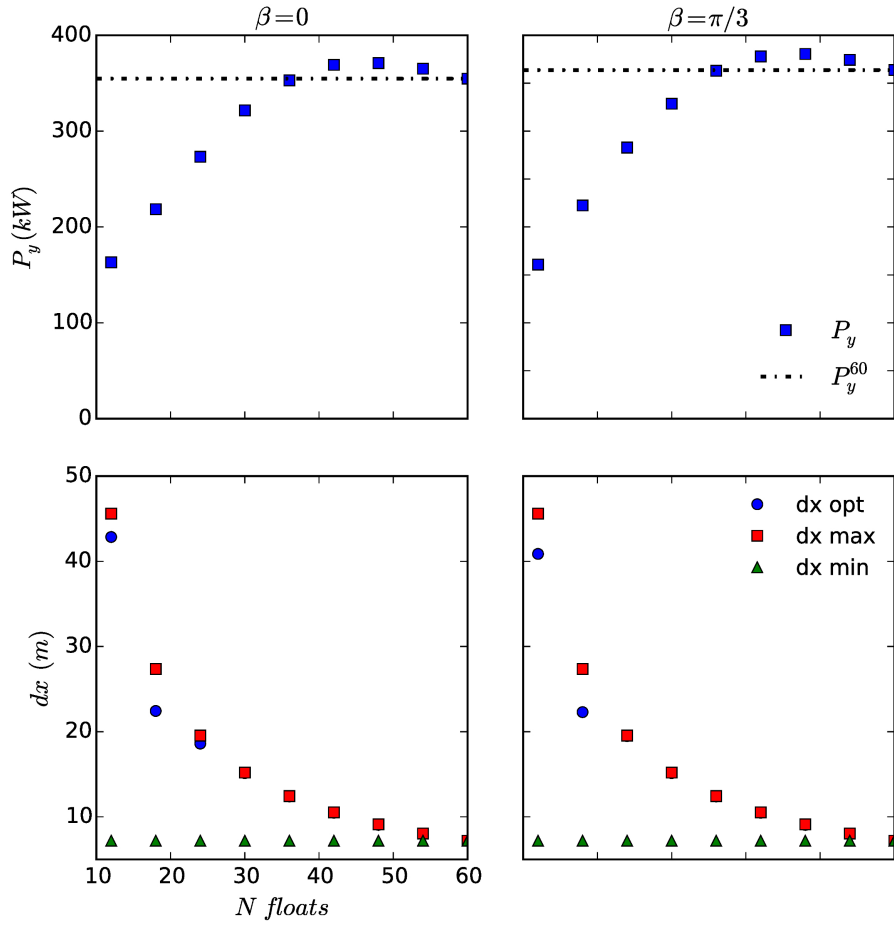 β=0
β=π/3
400
300
200
100
0
P_y(kW)
P_y
P_y^60
50
40
30
20
10
dx (m)
dx opt
dx max
dx min
10 20 30 40 50 60
N floats